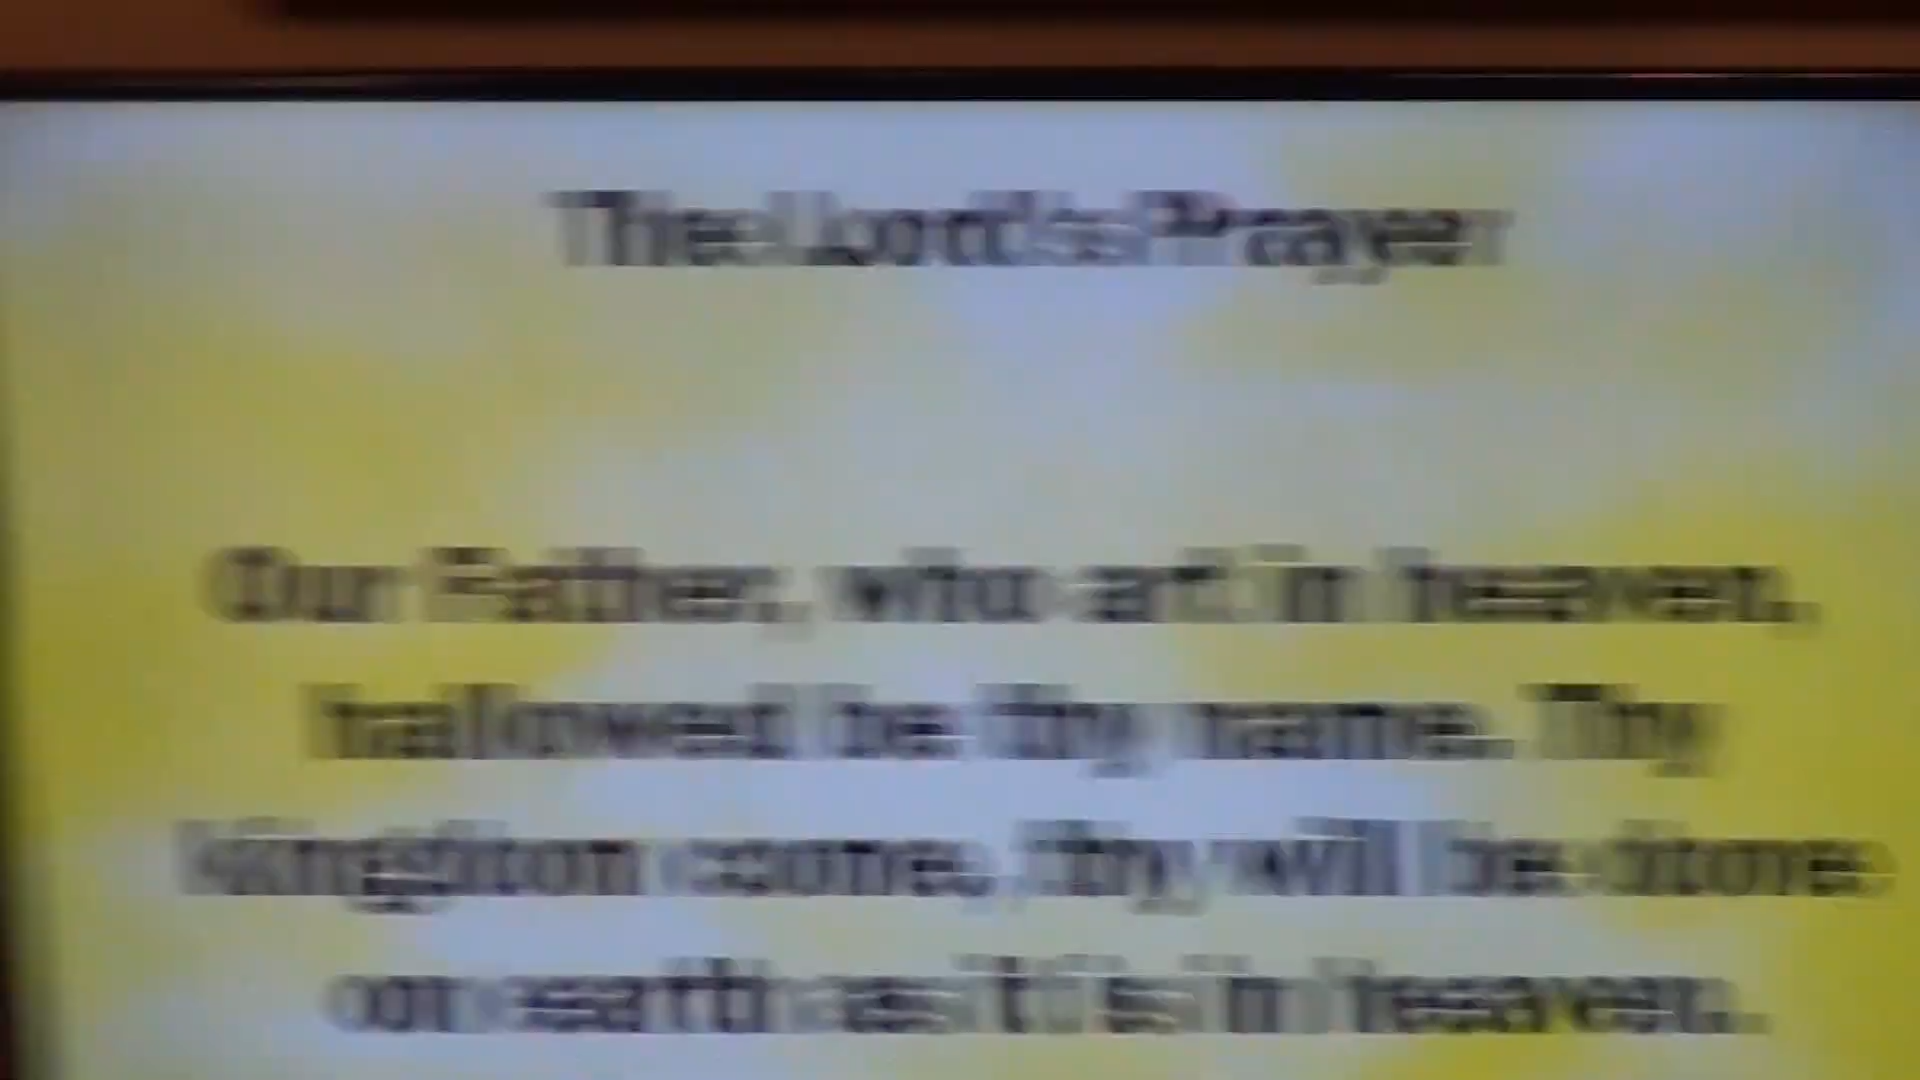 The Lord's Prayer
Our Father, who art in heaven,
hallowed be thy name. Thy
kingdom come, thy will be done
on earth as it is in heaven.